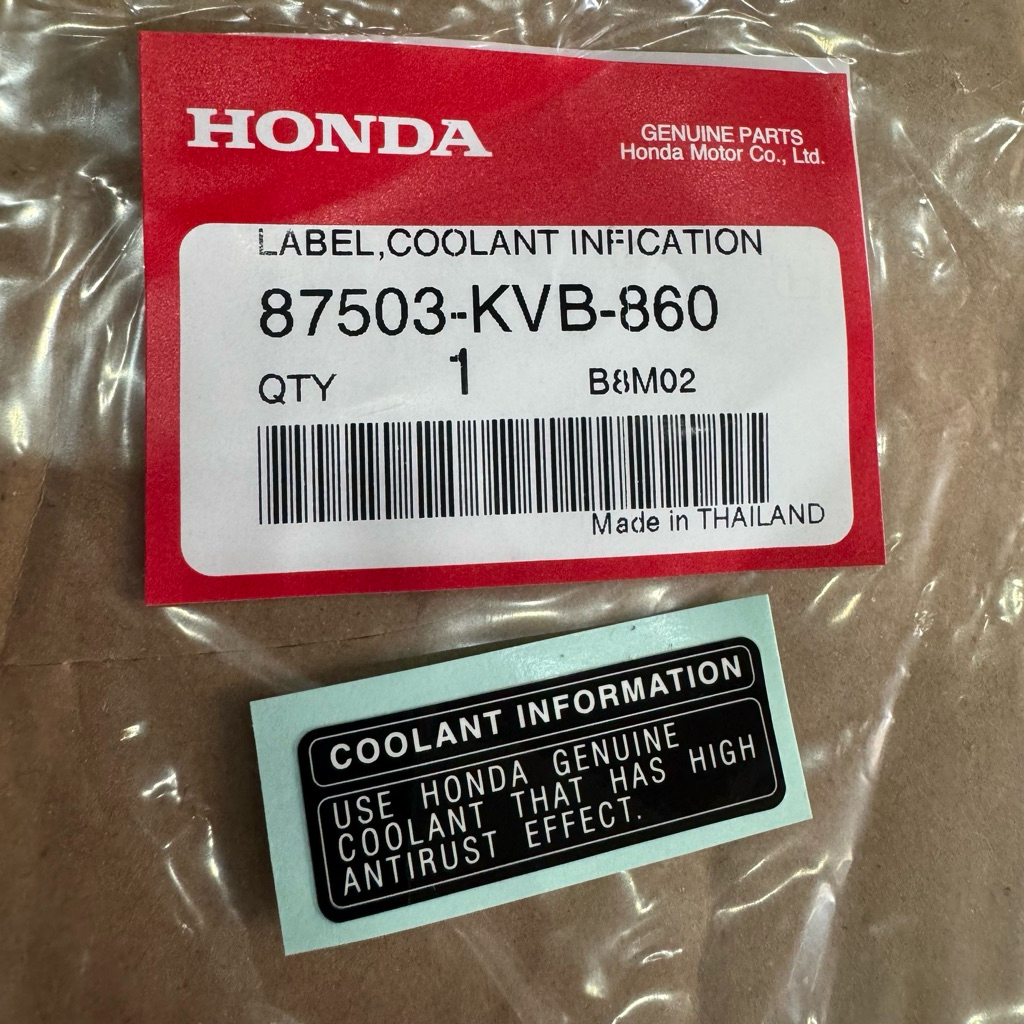 HONDA
GENUINE PARTS
Honda Motor Co., Ltd.
LABEL,COOLANT INFICATION
87503-KVB-860
QTY 1 B8M02
Made in THAILAND
COOLANT INFORMATION
USE HONDA GENUINE
COOLANT THAT HAS HIGH
ANTIRUST EFFECT.